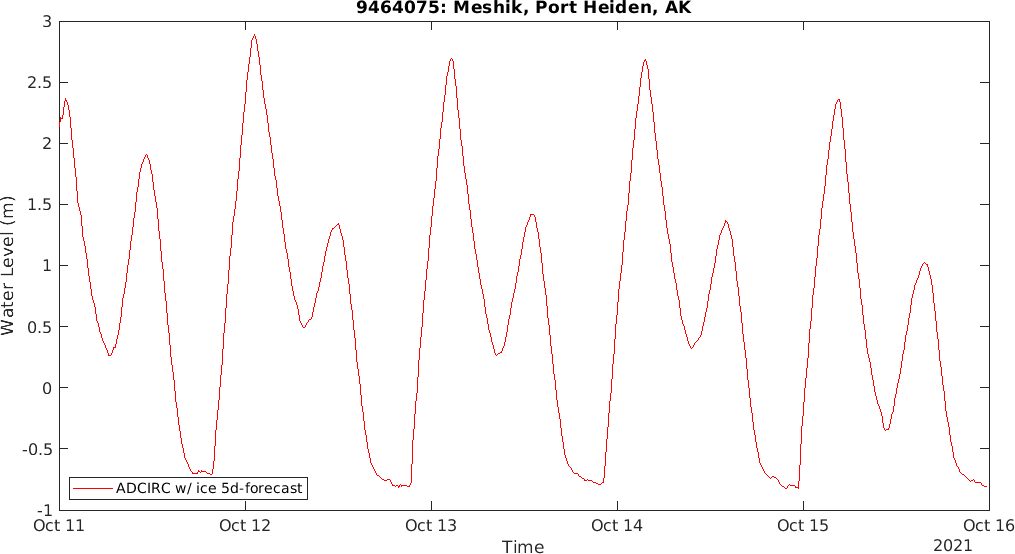 9464075: Meshik, Port Heiden, AK
3
2.5
2
1.5
1
0.5
0
-0.5
-1
Water Level (m)
ADCIRC w/ ice 5d-forecast
Oct 11 Oct 12 Oct 13 Oct 14 Oct 15 Oct 16
Time
2021